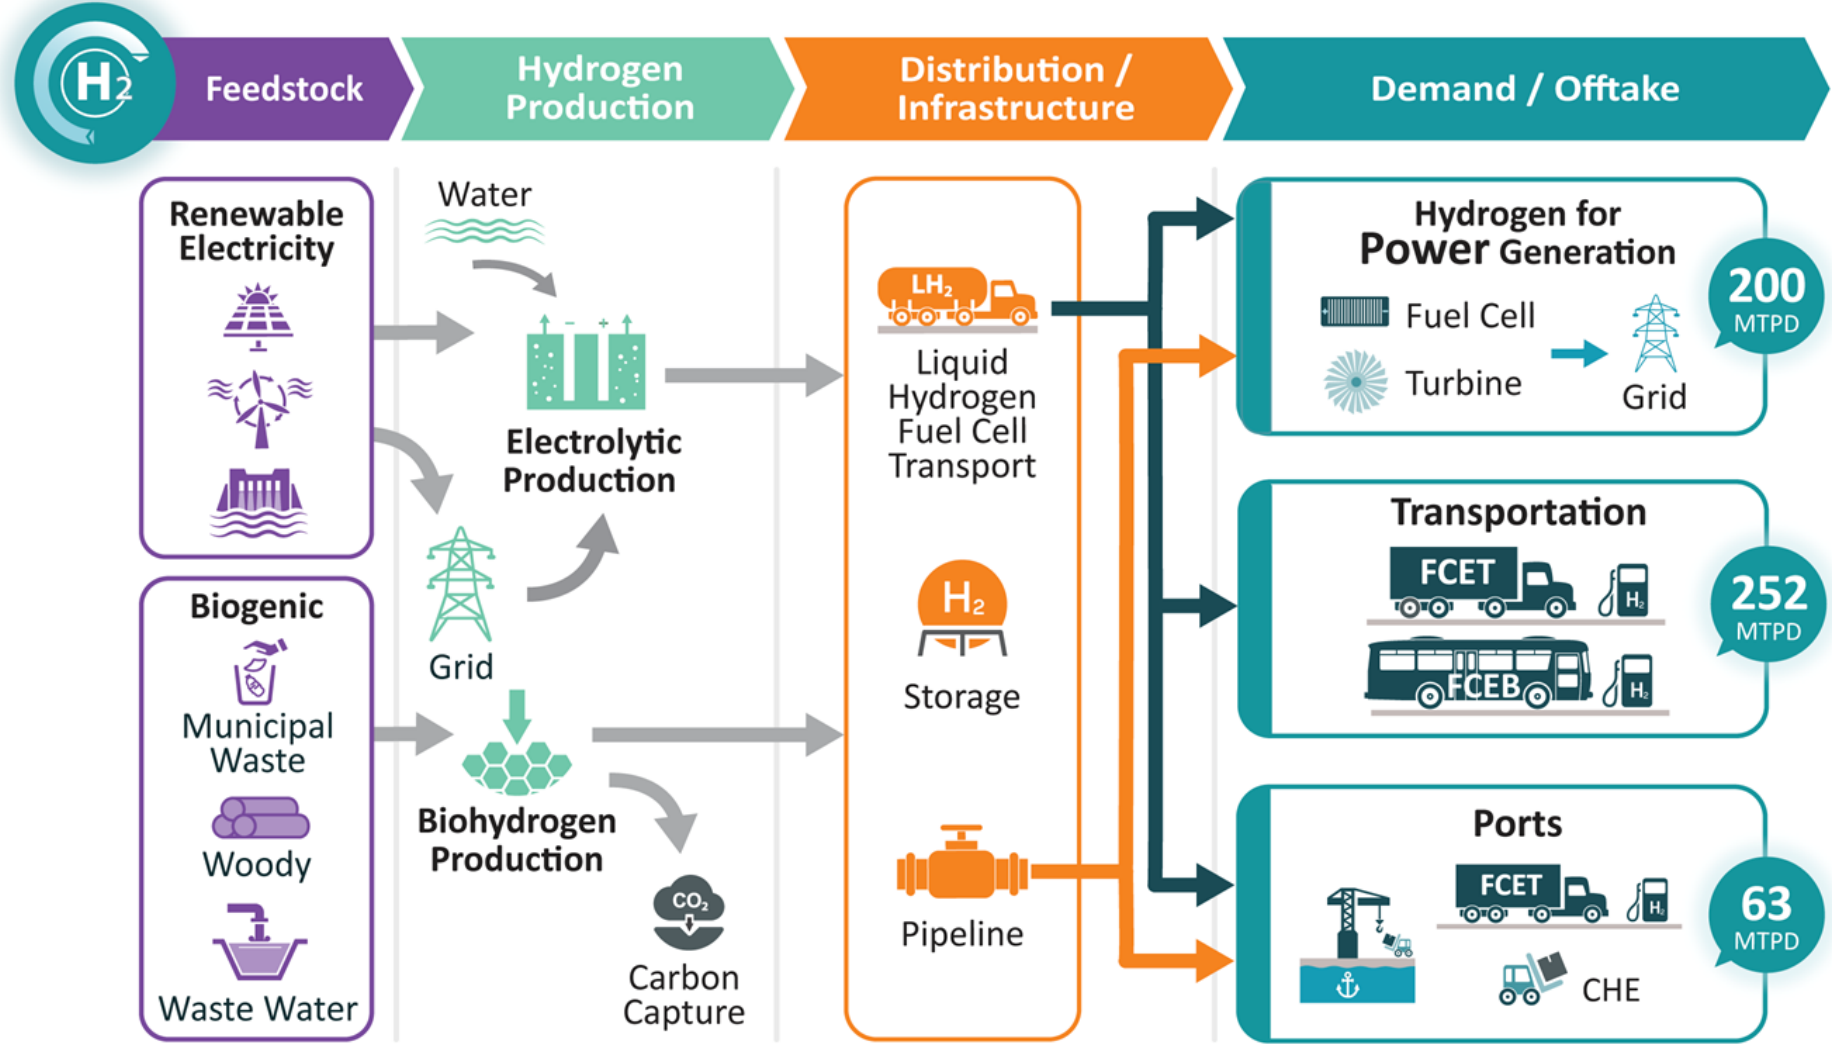 H2
Feedstock
Hydrogen
Production
Distribution /
Infrastructure
Demand / Offtake
Renewable
Electricity
Biogenic
Municipal
Waste
Woody
Waste Water
Water
- +
Electrolytic
Production
Grid
Biohydrogen
Production
CO2
Carbon
Capture
LH2
Liquid
Hydrogen
Fuel Cell
Transport
H2
Storage
Pipeline
Hydrogen for
Power Generation
+ -
Fuel Cell
Turbine
Grid
200
MTPD
Transportation
FCET
H2
FCEB
H2
252
MTPD
Ports
FCET
H2
CHE
63
MTPD